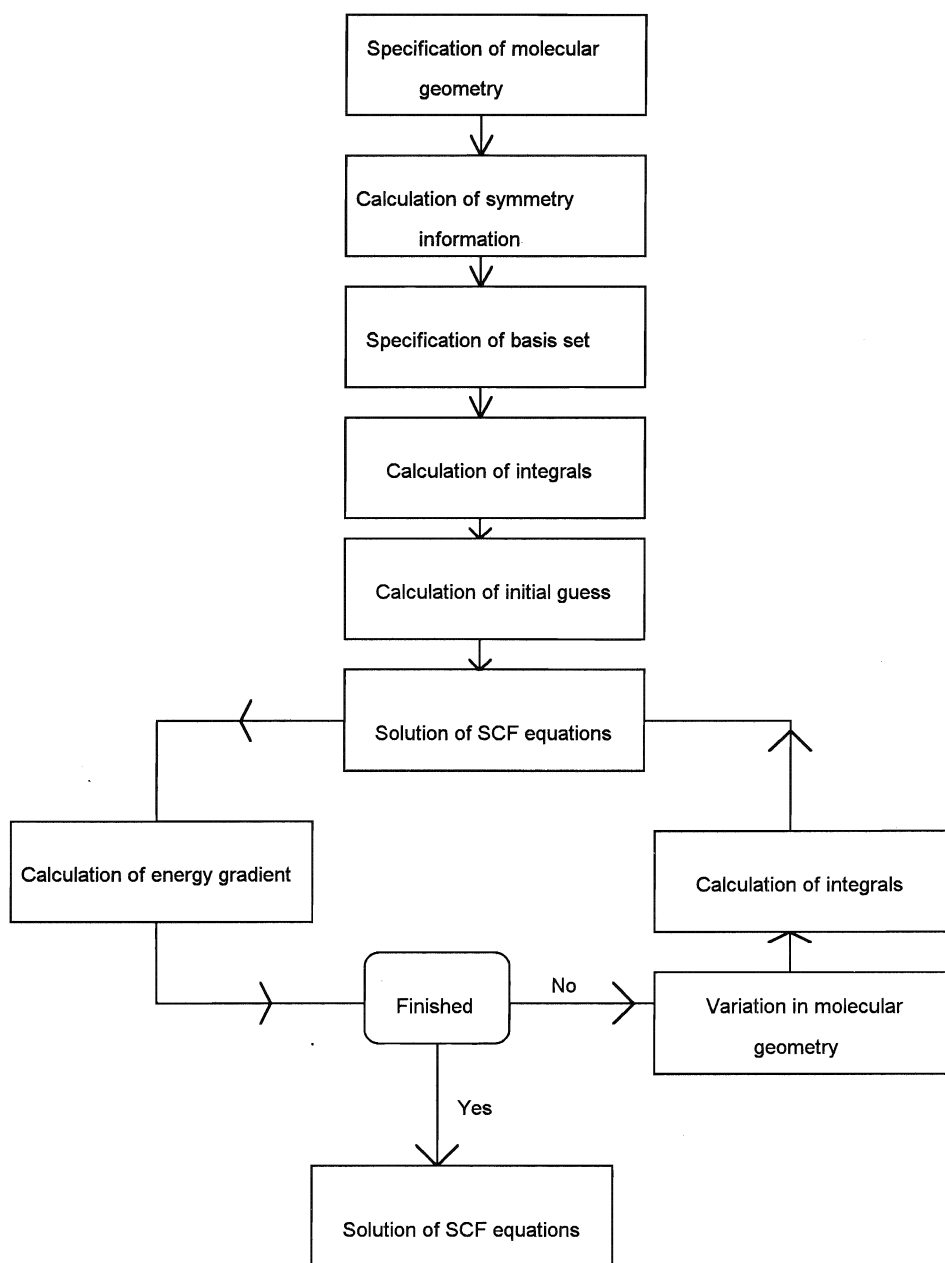 Specification of molecular
geometry
Calculation of symmetry
information
Specification of basis set
Calculation of integrals
Calculation of initial guess
Solution of SCF equations
Calculation of energy gradient
Calculation of integrals
Finished
No
Variation in molecular
geometry
Yes
Solution of SCF equations